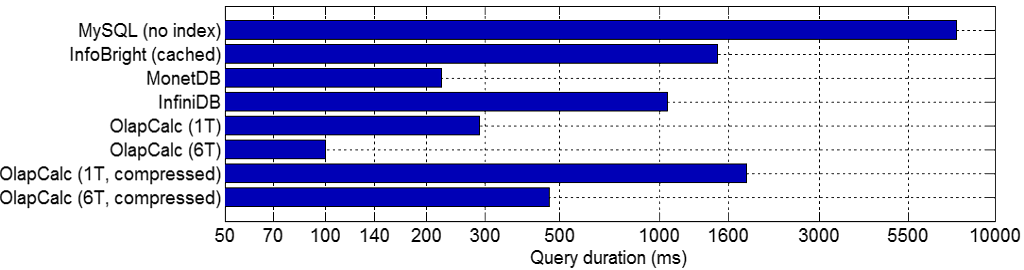 MySQL (no index)
InfoBright (cached)
MonetDB
InfiniDB
OlapCalc (1T)
OlapCalc (6T)
OlapCalc (1T, compressed)
OlapCalc (6T, compressed)
50 70 100 140 200 300 500 1000 1600 3000 5500 10000
Query duration (ms)